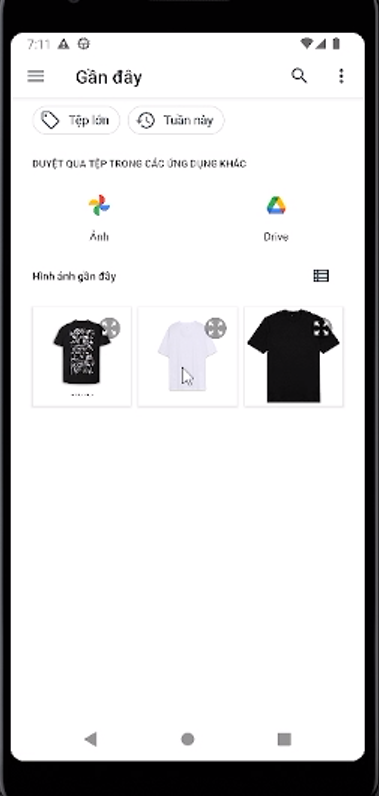 7:11
Gần đây
Tệp lớn
Tuần này
DUYỆT QUA TỆP TRONG CÁC ỨNG DỤNG KHÁC
Ảnh
Drive
Hình ảnh gần đây